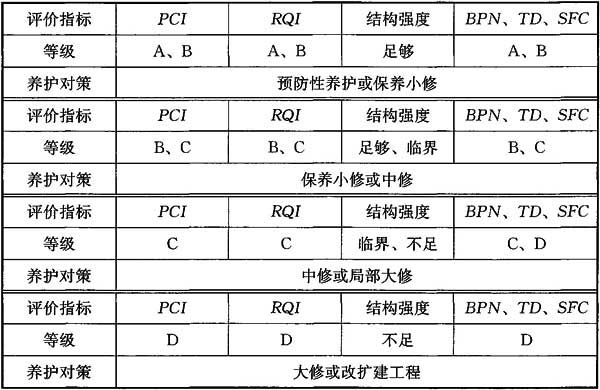 评价指标 PCI RQI 结构强度 BPN、TD、SFC
等级 A、B A、B 足够 A、B
养护对策 预防性养护或保养小修
评价指标 PCI RQI 结构强度 BPN、TD、SFC
等级 B、C B、C 足够、临界 B、C
养护对策 保养小修或中修
评价指标 PCI RQI 结构强度 BPN、TD、SFC
等级 C C 临界、不足 C、D
养护对策 中修或局部大修
评价指标 PCI RQI 结构强度 BPN、TD、SFC
等级 D D 不足 D
养护对策 大修或改扩建工程